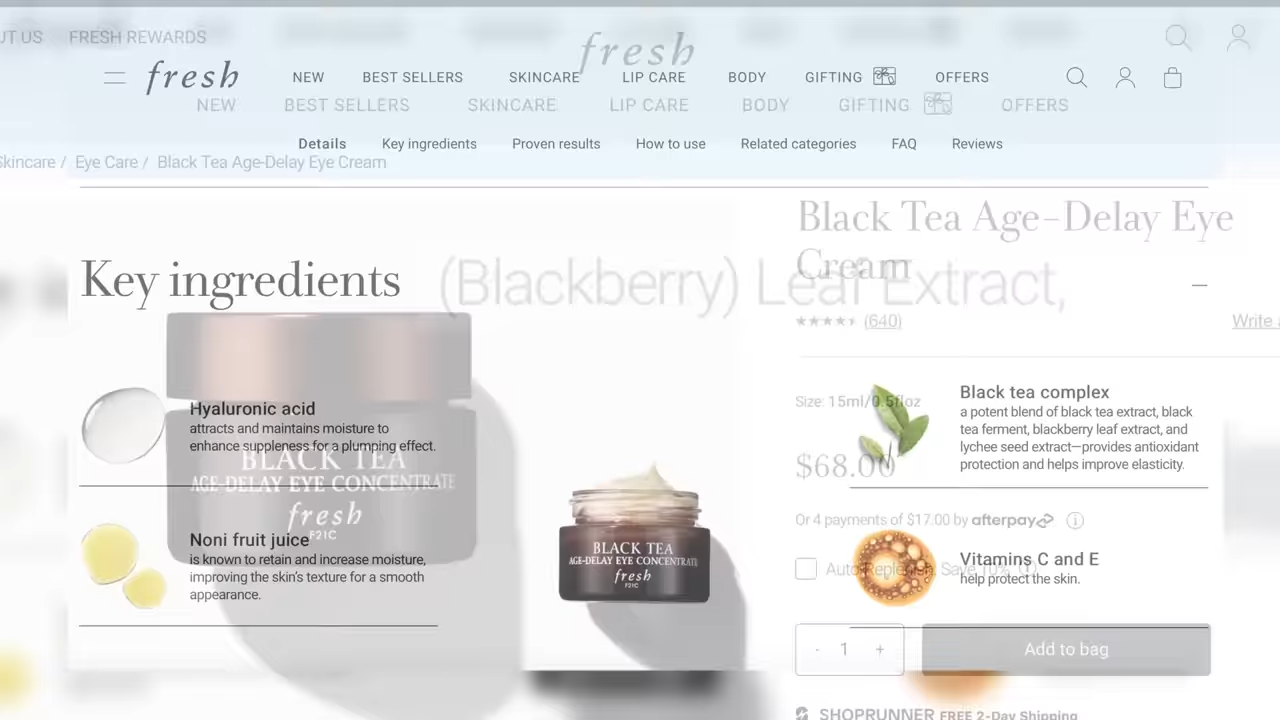 UT US FRESH REWARDS
fresh
fresh NEW BEST SELLERS SKINCARE LIP CARE BODY GIFTING OFFERS
NEW BEST SELLERS SKINCARE LIP CARE BODY GIFTING OFFERS
Details Key ingredients Proven results How to use Related categories FAQ Reviews
Skincare / Eye Care / Black Tea Age-Delay Eye Cream
Black Tea Age-Delay Eye
Cream
Key ingredients
(Blackberry) Leaf Extract,
(640) Write a
Hyaluronic acid
attracts and maintains moisture to
enhance suppleness for a plumping effect.
Black tea complex
a potent blend of black tea extract, black
tea ferment, blackberry leaf extract, and
lychee seed extract—provides antioxidant
protection and helps improve elasticity.
Size: 15ml/0.5floz
$68.00
BLACK TEA
AGE-DELAY EYE CONCENTRATE
fresh
F21C
Or 4 payments of $17.00 by afterpay
Noni fruit juice
is known to retain and increase moisture,
improving the skin's texture for a smooth
appearance.
BLACK TEA
AGE-DELAY EYE CONCENTRATE
fresh
F21C
Vitamins C and E
help protect the skin.
Auto Replenish Save 10%
- 1 + Add to bag
SHOPRUNNER FREE 2-Day Shipping